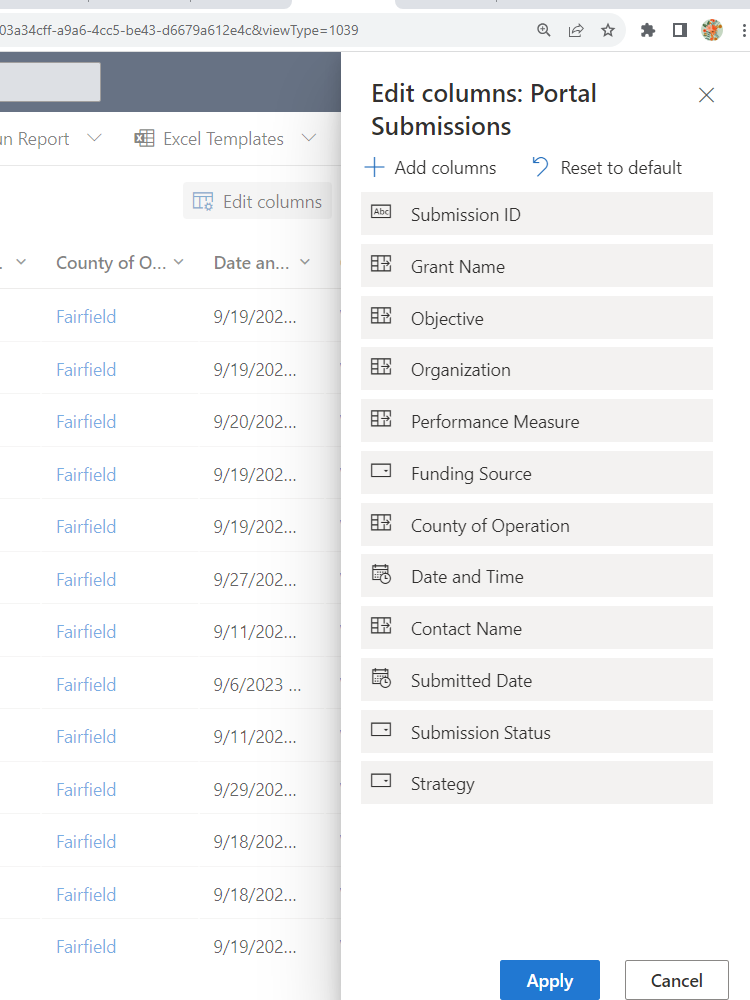 03a34cff-a9a6-4cc5-be43-d6679a612e4c&viewType=1039
Report
Excel Templates
Edit columns
County of O...
Date an...
Fairfield 9/19/202...
Fairfield 9/19/202...
Fairfield 9/20/202...
Fairfield 9/19/202...
Fairfield 9/19/202...
Fairfield 9/27/202...
Fairfield 9/11/202...
Fairfield 9/6/2023 ...
Fairfield 9/11/202...
Fairfield 9/29/202...
Fairfield 9/18/202...
Fairfield 9/18/202...
Fairfield 9/19/202...
Edit columns: Portal
Submissions
Add columns
Reset to default
Abc Submission ID
Grant Name
Objective
Organization
Performance Measure
Funding Source
County of Operation
Date and Time
Contact Name
Submitted Date
Submission Status
Strategy
Apply
Cancel